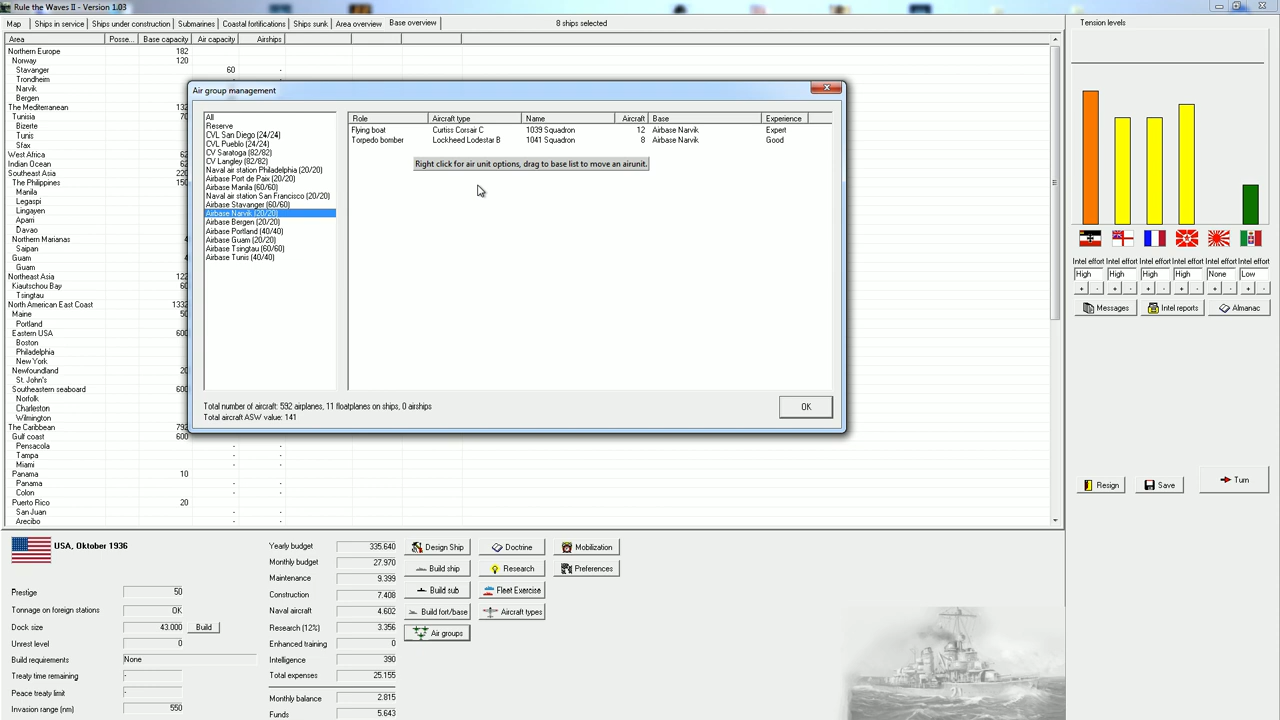 Rule the Waves II - Version 1.03
Map Ships in service Ships under construction Submarines Coastal fortifications Ships sunk Area overview Base overview 8 ships selected
Area Posse... Base capacity Air capacity Airships
Northern Europe 182
Norway 120
Stavanger 60 -
Trondheim
Narvik
Bergen
The Mediterranean 132
Tunisia
Bizerte
Tunis
Sfax
West Africa
Indian Ocean
Southeast Asia
The Philippines 150
Manila
Legaspi
Lingayen
Aparri
Davao
Northern Marianas
Saipan
Guam
Guam
Northeast Asia 122
Kiautschou Bay 60
Tsingtau
North American East Coast 1332
Maine 50
Portland
Eastern USA 600
Boston
Philadelphia
New York
Newfoundland 20
St. John's
Southeastern seaboard 600
Norfolk
Charleston
Wilmington
The Caribbean 792
Gulf coast 600
Pensacola - -
Tampa - -
Miami - -
Panama 10
Panama - -
Colon - -
Puerto Rico 20
San Juan - -
Arecibo - -
Air group management
All
Reserve
CVL San Diego (24/24)
CVL Pueblo (24/24)
CV Saratoga (82/82)
CV Langley (82/82)
Naval air station Philadelphia (20/20)
Airbase Port de Paix (20/20)
Airbase Manila (60/60)
Naval air station San Francisco (20/20)
Airbase Stavanger (60/60)
Airbase Narvik (20/20)
Airbase Bergen (20/20)
Airbase Portland (40/40)
Airbase Guam (20/20)
Airbase Tsingtau (60/60)
Airbase Tunis (40/40)
Role Aircraft type Name Aircraft Base Experience
Flying boat Curtiss Corsair C 1039 Squadron 12 Airbase Narvik Expert
Torpedo bomber Lockheed Lodestar B 1041 Squadron 8 Airbase Narvik Good
Right click for air unit options, drag to base list to move an airunit.
Total number of aircraft: 592 airplanes, 11 floatplanes on ships, 0 airships
Total aircraft ASW value: 141
OK
Tension levels
Intel effort Intel effort Intel effort Intel effort Intel effort Intel effort
High High High High None Low
+ - + - + - + - + - + -
Messages Intel reports Almanac
Resign Save Turn
USA, Oktober 1936
Prestige 50
Tonnage on foreign stations OK
Dock size 43.000 Build
Unrest level 0
Build requirements None
Treaty time remaining -
Peace treaty limit -
Invasion range (nm) 550
Yearly budget 335.640
Monthly budget 27.970
Maintenance 9.399
Construction 7.408
Naval aircraft 4.602
Research (12%) 3.356
Enhanced training 0
Intelligence 390
Total expenses 25.155
Monthly balance 2.815
Funds 5.643
Design Ship Doctrine Mobilization
Build ship Research Preferences
Build sub Fleet Exercise
Build fort/base Aircraft types
Air groups